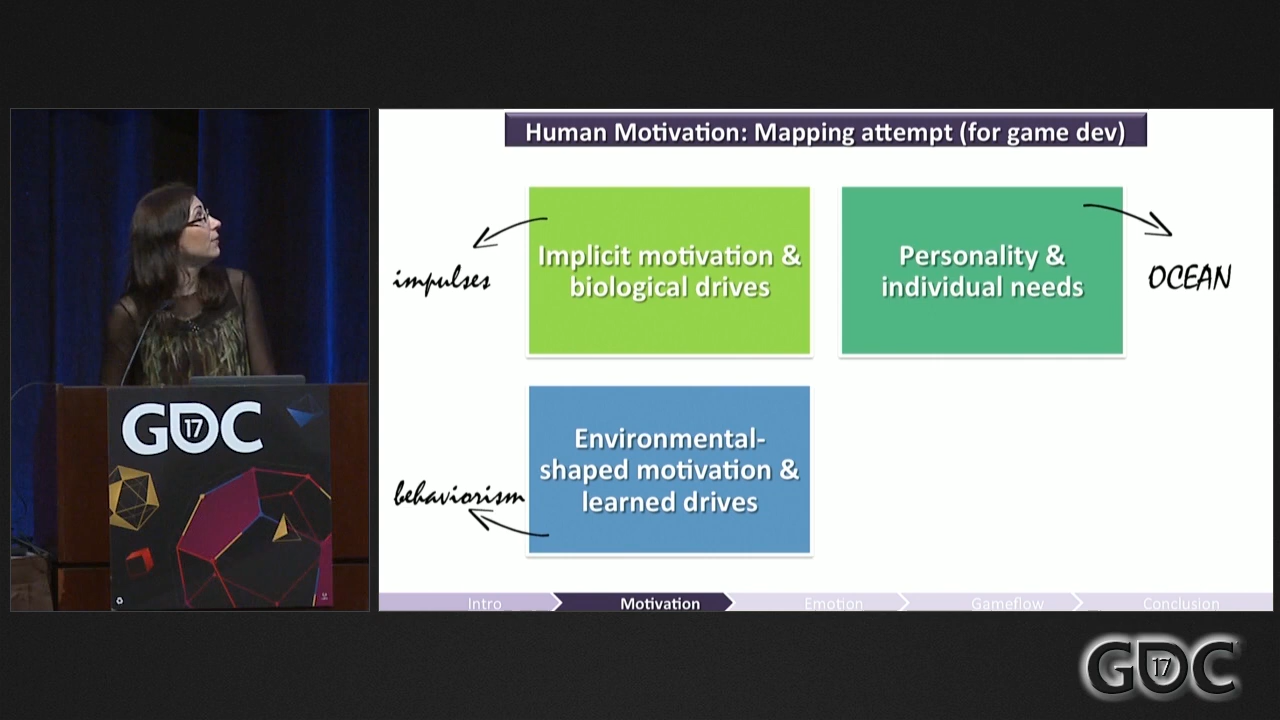 Human Motivation: Mapping attempt (for game dev)
Implicit motivation &
biological drives
impulses
Personality &
individual needs
OCEAN
Environmental-
shaped motivation &
learned drives
behaviorism
Intro
Motivation
Emotion
Gameflow
Conclusion
GDC
17
GDC
17